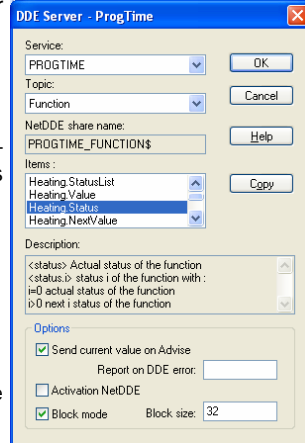 DDE Server - ProgTime
Service:
PROGTIME
OK
Topic:
Function
Cancel
NetDDE share name:
PROGTIME_FUNCTION$
Help
Items :
Heating.StatusList
Heating.Value
Heating.Status
Heating.NextValue
Copy
Description:
<status> Actual status of the function
<status.i> status i of the function with :
i=0 actual status of the function
i>0 next i status of the function
Options
Send current value on Advise
Report on DDE error:
Activation NetDDE
Block mode
Block size:
32